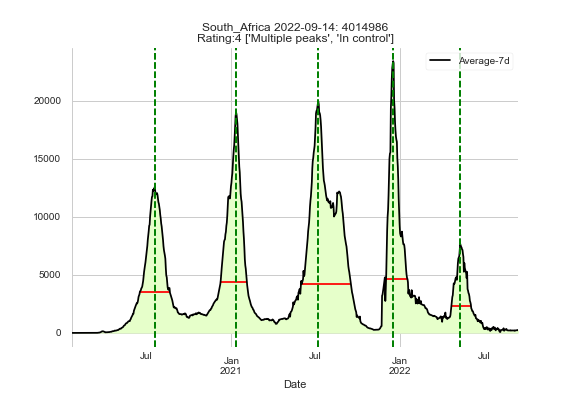 South_Africa 2022-09-14: 4014986
Rating:4 ['Multiple peaks', 'In control']
Average-7d
20000
15000
10000
5000
0
Jul
Jan
2021
Jul
Jan
2022
Jul
Date